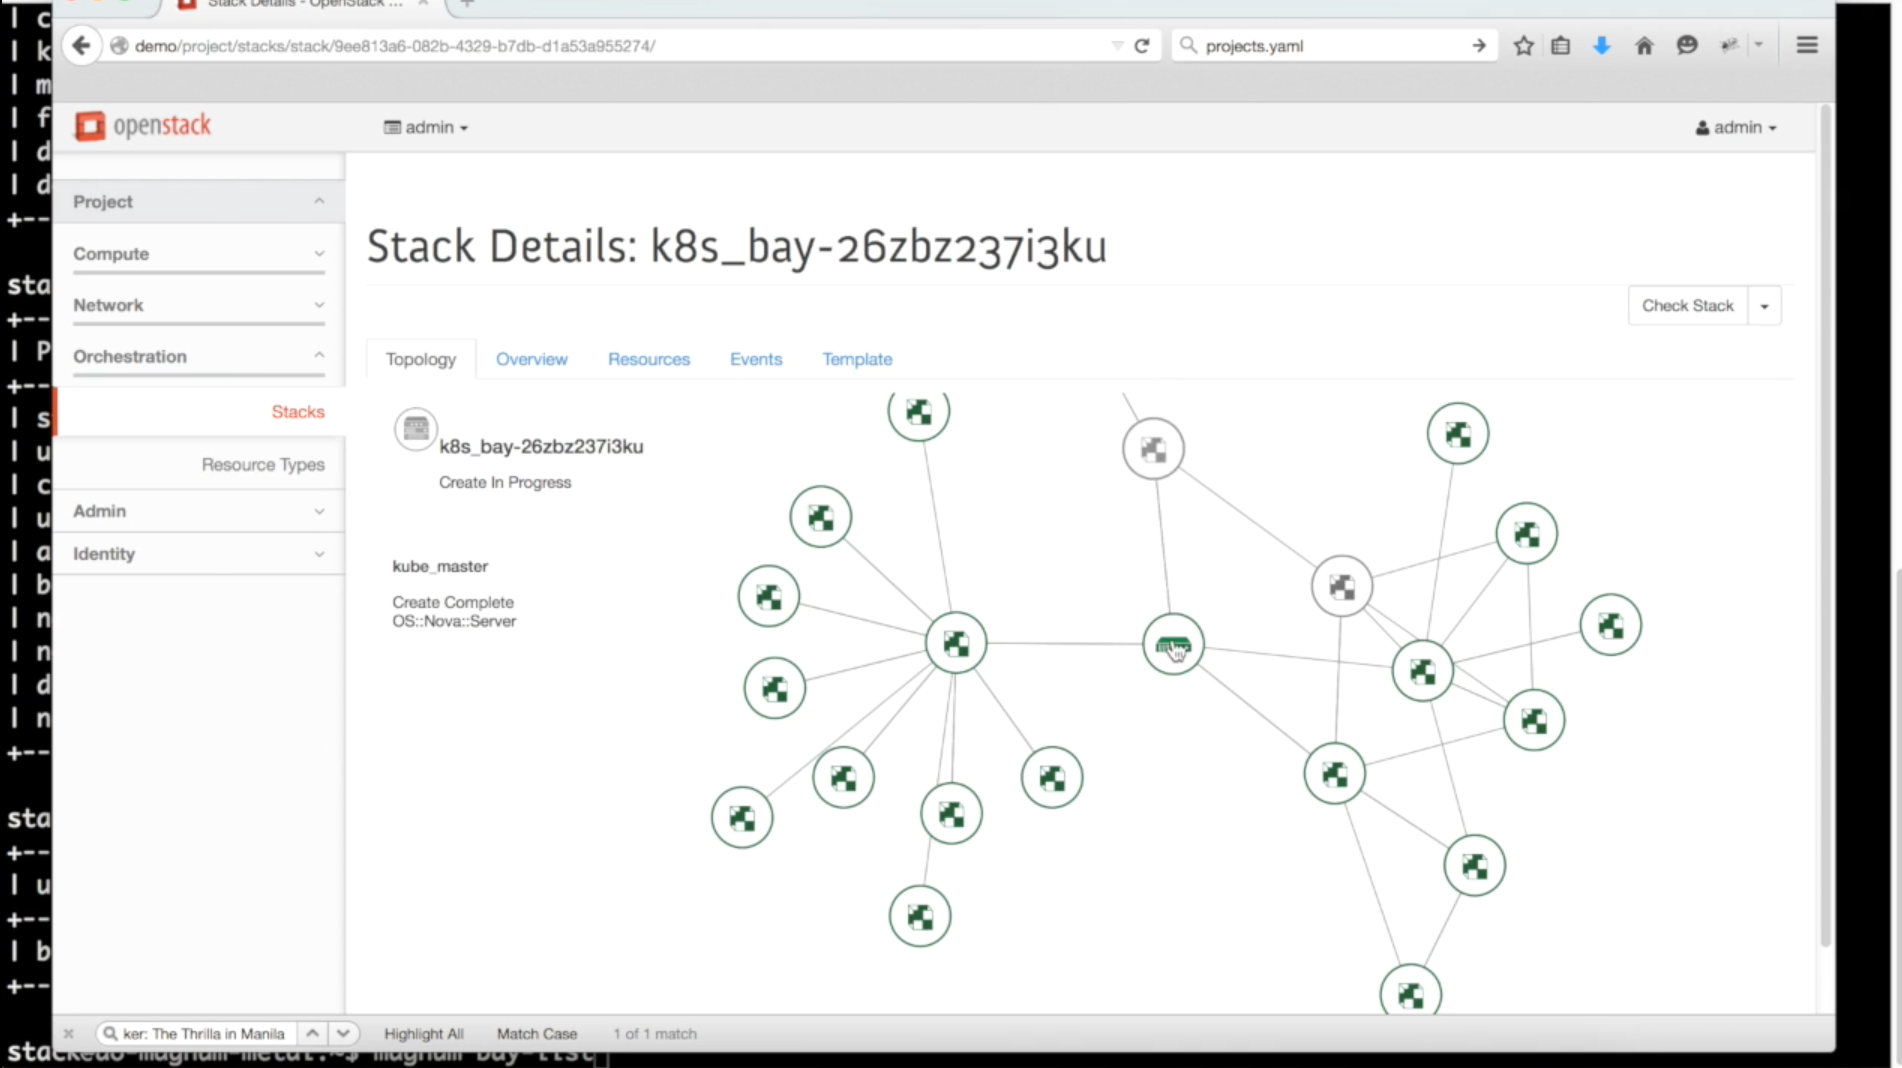 Stack Details - OpenStack ...
demo/project/stacks/stack/9ee813a6-082b-4329-b7db-d1a53a955274/
projects.yaml
openstack
admin
admin
Project
Compute
Network
Orchestration
Stacks
Resource Types
Admin
Identity
Stack Details: k8s_bay-26zbz237i3ku
Check Stack
Topology Overview Resources Events Template
k8s_bay-26zbz237i3ku
Create In Progress
kube_master
Create Complete
OS::Nova::Server
| c
| k
| m
| f
| d
| d
+--
sta
+--
| P
+--
| s
| u
| c
| u
| a
| b
| n
| n
| d
| n
+--
sta
+--
| u
+--
| b
+--
ker: The Thrilla in Manila
Highlight All Match Case 1 of 1 match
stack@do-magnum-metal:~$ magnum bay-list